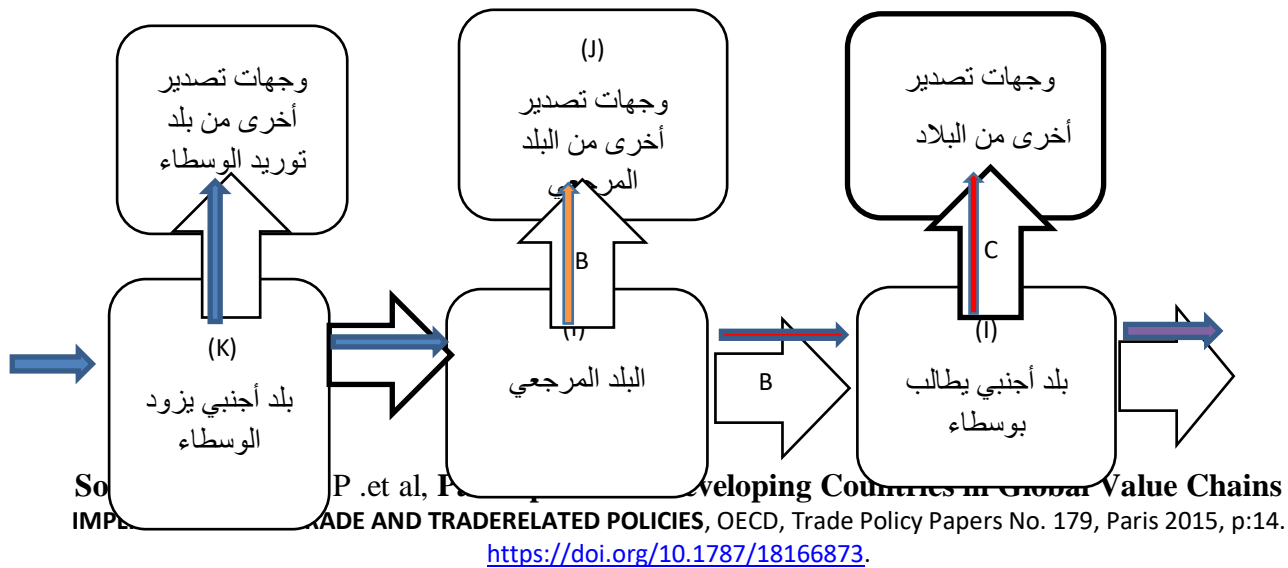 وجهات تصدير
أخرى من بلد
توريد الوسطاء
(J)
وجهات تصدير
أخرى من البلد
المرجعي
وجهات تصدير
أخرى من البلاد
B
C
(K)
بلد أجنبي يزود
الوسطاء
البلد المرجعي
B
(I)
بلد أجنبي يطالب
بوسطاء
P .et al, veloping Countries in Global Value Chains
RADE AND TRADERELATED POLICIES, OECD, Trade Policy Papers No. 179, Paris 2015, p:14.
https://doi.org/10.1787/18166873.